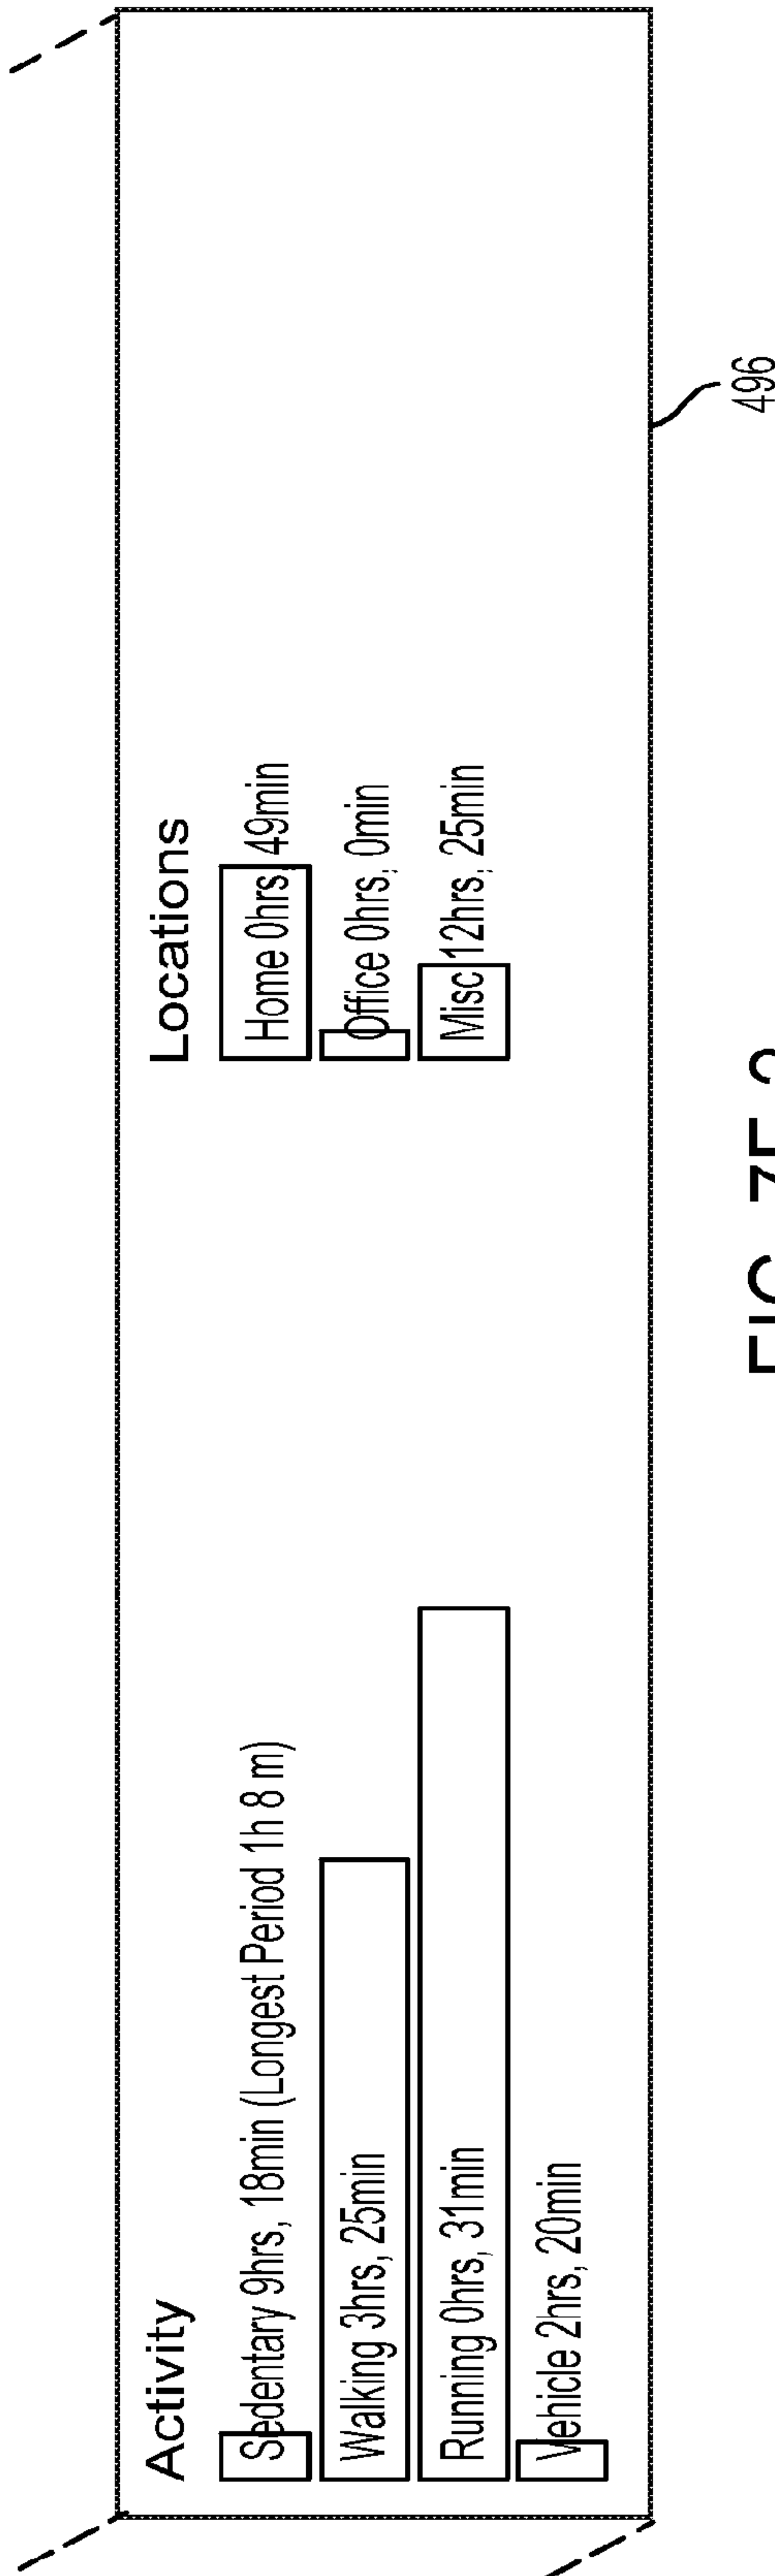 Activity
Sedentary 9hrs, 18min (Longest Period 1h 8 m)
Walking 3hrs, 25min
Running 0hrs, 31min
Vehicle 2hrs, 20min
Locations
Home 0hrs, 49min
Office 0hrs, 0min
Misc 12hrs, 25min
496